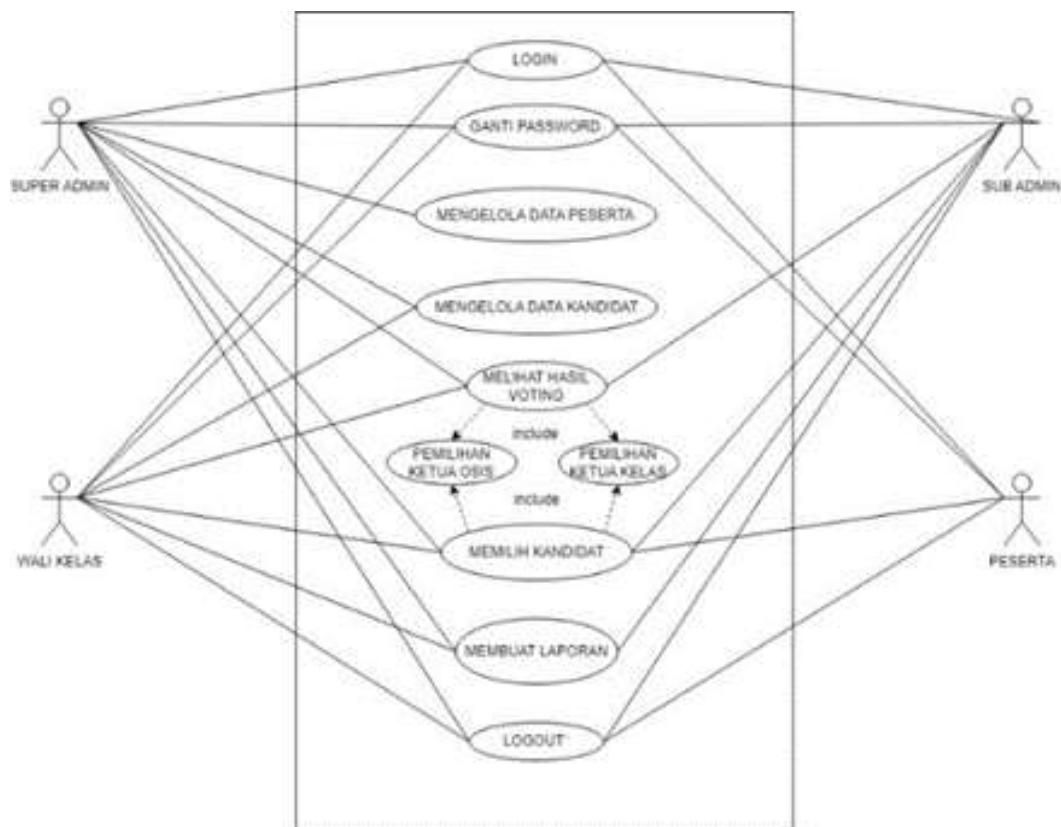 LOGIN
GANTI PASSWORD
SUPER ADMIN
SUB ADMIN
MENGELOLA DATA PESERTA
MENGELOLA DATA KANDIDAT
MELIHAT HASIL
VOTING
include
PEMILIHAN
KETUA OSIS
PEMILIHAN
KETUA KELAS
include
WALI KELAS
MEMILIH KANDIDAT
PESERTA
MEMBUAT LAPORAN
LOGOUT